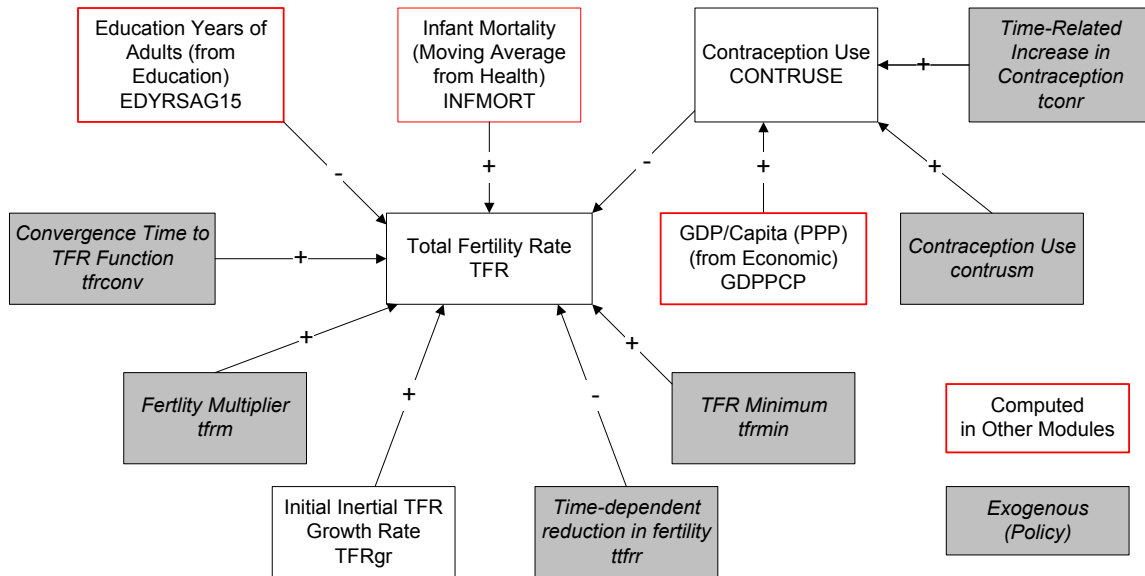 Education Years of
Adults (from
Education)
EDYRSAG15
Infant Mortality
(Moving Average
from Health)
INFMORT
Contraception Use
CONTRUSE
+
Time-Related
Increase in
Contraception
tconr
-
+
-
+
+
Convergence Time to
TFR Function
tfrconv
+
Total Fertility Rate
TFR
GDP/Capita (PPP)
(from Economic)
GDPPCP
Contraception Use
contrusm
+
+
-
+
Fertlity Multiplier
tfrm
TFR Minimum
tfrmin
Computed
in Other Modules
Initial Inertial TFR
Growth Rate
TFRgr
Time-dependent
reduction in fertility
ttfrr
Exogenous
(Policy)